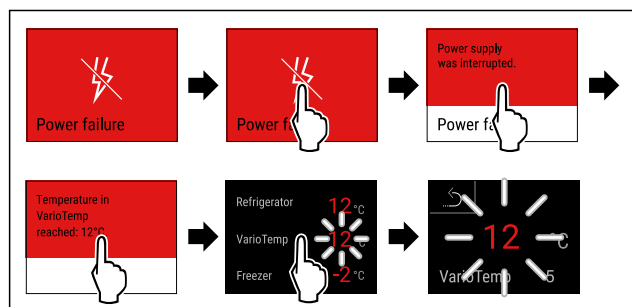 Power failure
Power fa
Power supply
was interrupted.
Power fa
Temperature in
VarioTemp
reached: 12°C
Refrigerator 12 °C
VarioTemp 12 °C
Freezer -2 °C
12 °C
VarioTemp 5